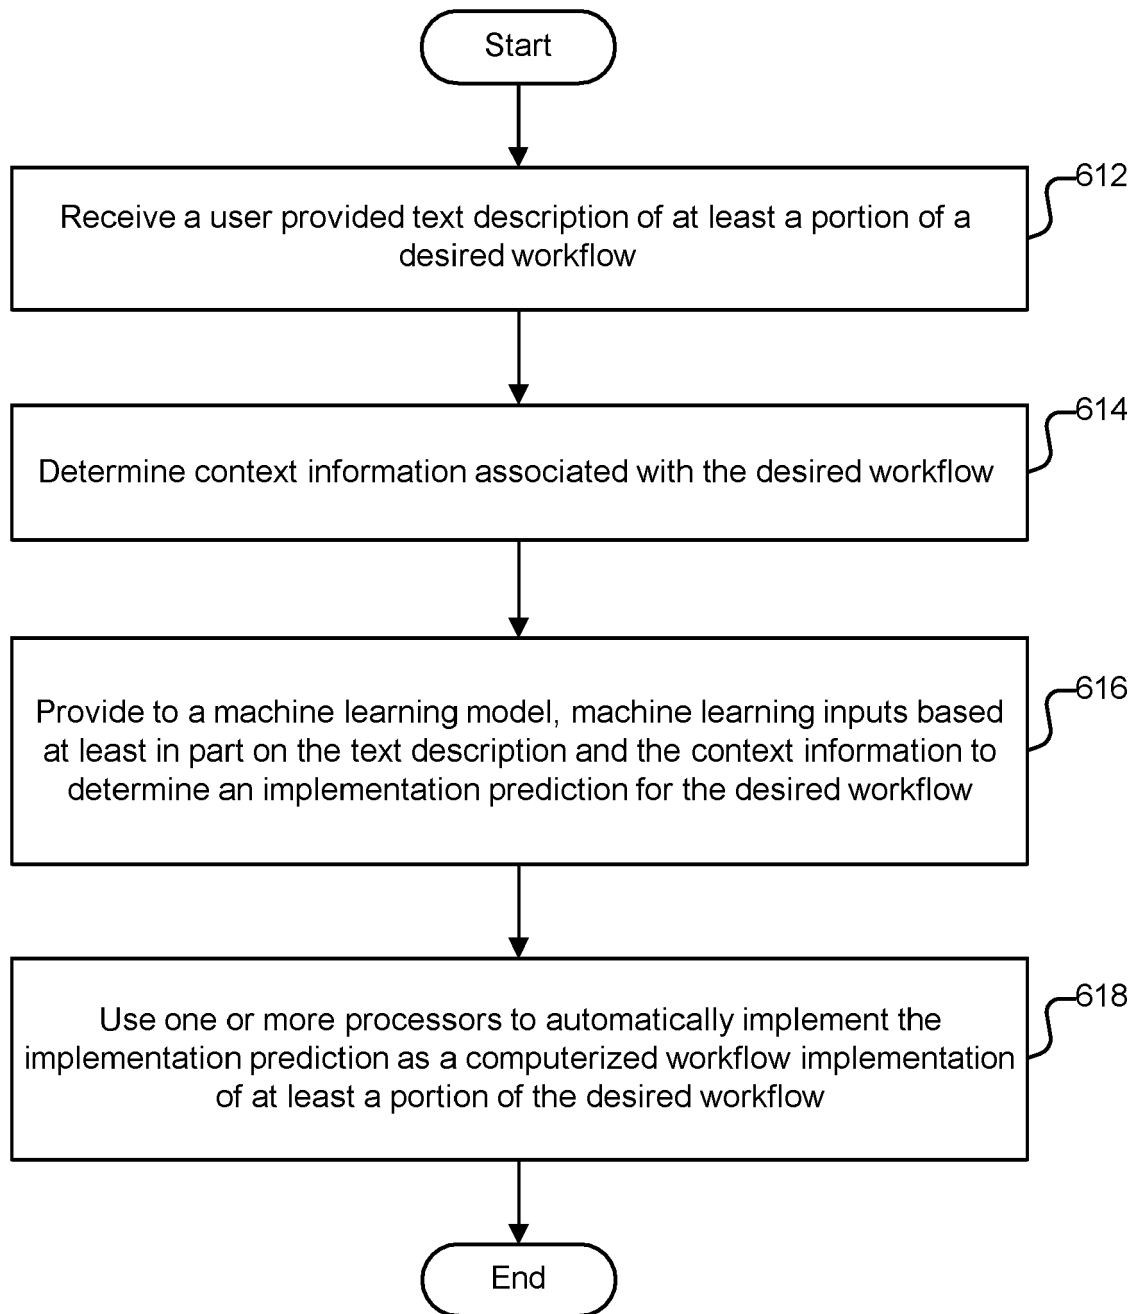 Start
612
Receive a user provided text description of at least a portion of a
desired workflow
614
Determine context information associated with the desired workflow
616
Provide to a machine learning model, machine learning inputs based
at least in part on the text description and the context information to
determine an implementation prediction for the desired workflow
618
Use one or more processors to automatically implement the
implementation prediction as a computerized workflow implementation
of at least a portion of the desired workflow
End